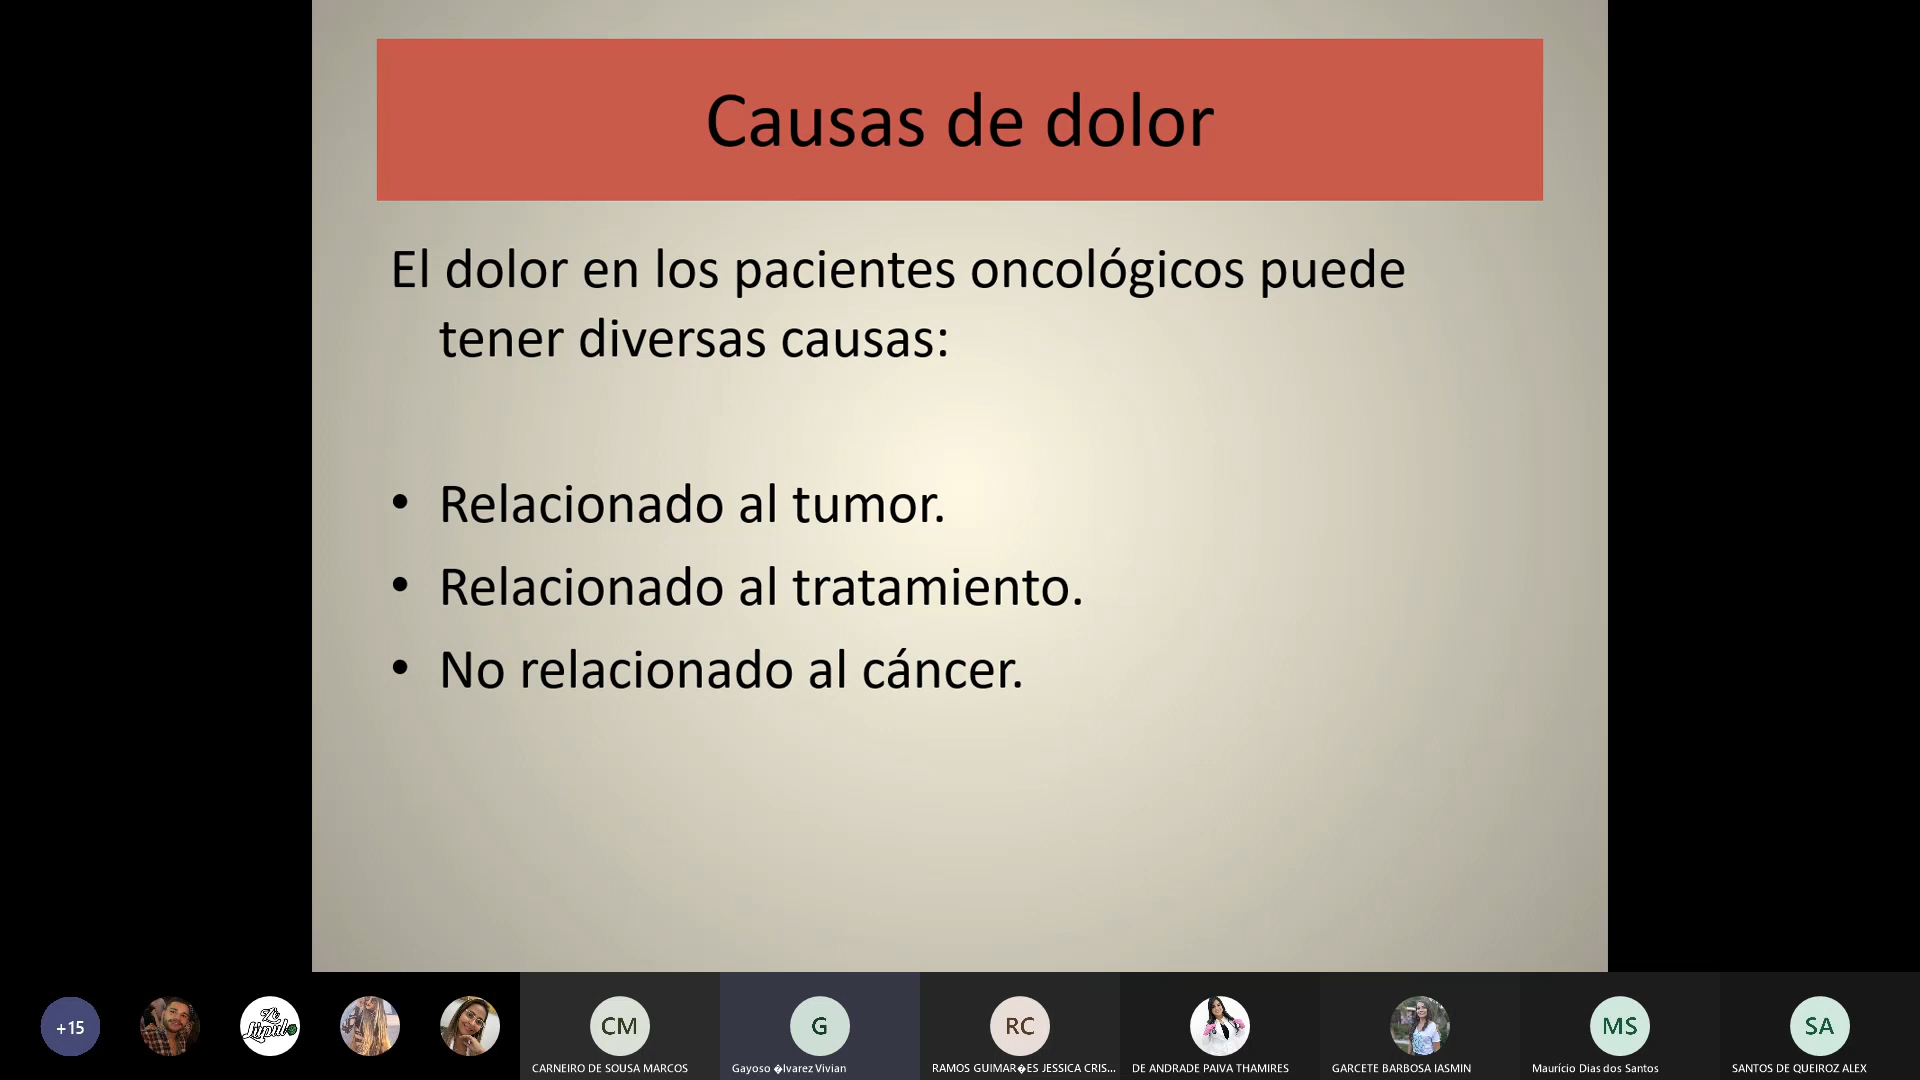 Causas de dolor
El dolor en los pacientes oncológicos puede
tener diversas causas:
• Relacionado al tumor.
• Relacionado al tratamiento.
• No relacionado al cáncer.
+15
CM
G
RC
MS
SA
CARNEIRO DE SOUSA MARCOS
Gayoso �lvarez Vivian
RAMOS GUIMAR�ES JESSICA CRIS...
DE ANDRADE PAIVA THAMIRES
GARCETE BARBOSA IASMIN
Maurício Dias dos Santos
SANTOS DE QUEIROZ ALEX